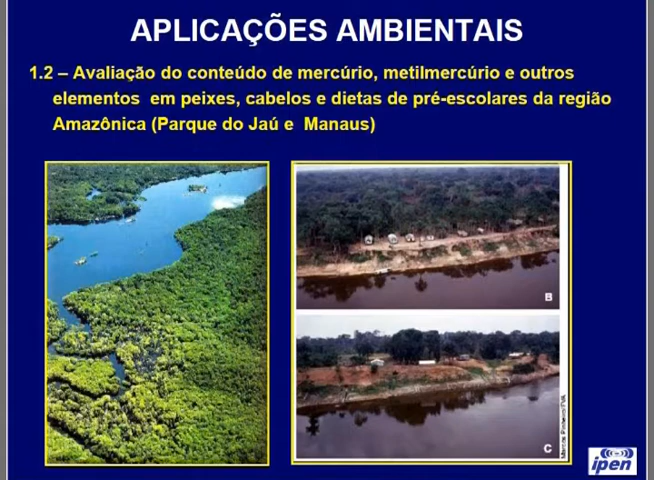 APLICAÇÕES AMBIENTAIS
1.2 – Avaliação do conteúdo de mercúrio, metilmercúrio e outros
elementos em peixes, cabelos e dietas de pré-escolares da região
Amazônica (Parque do Jaú e Manaus)
B
C
ipen